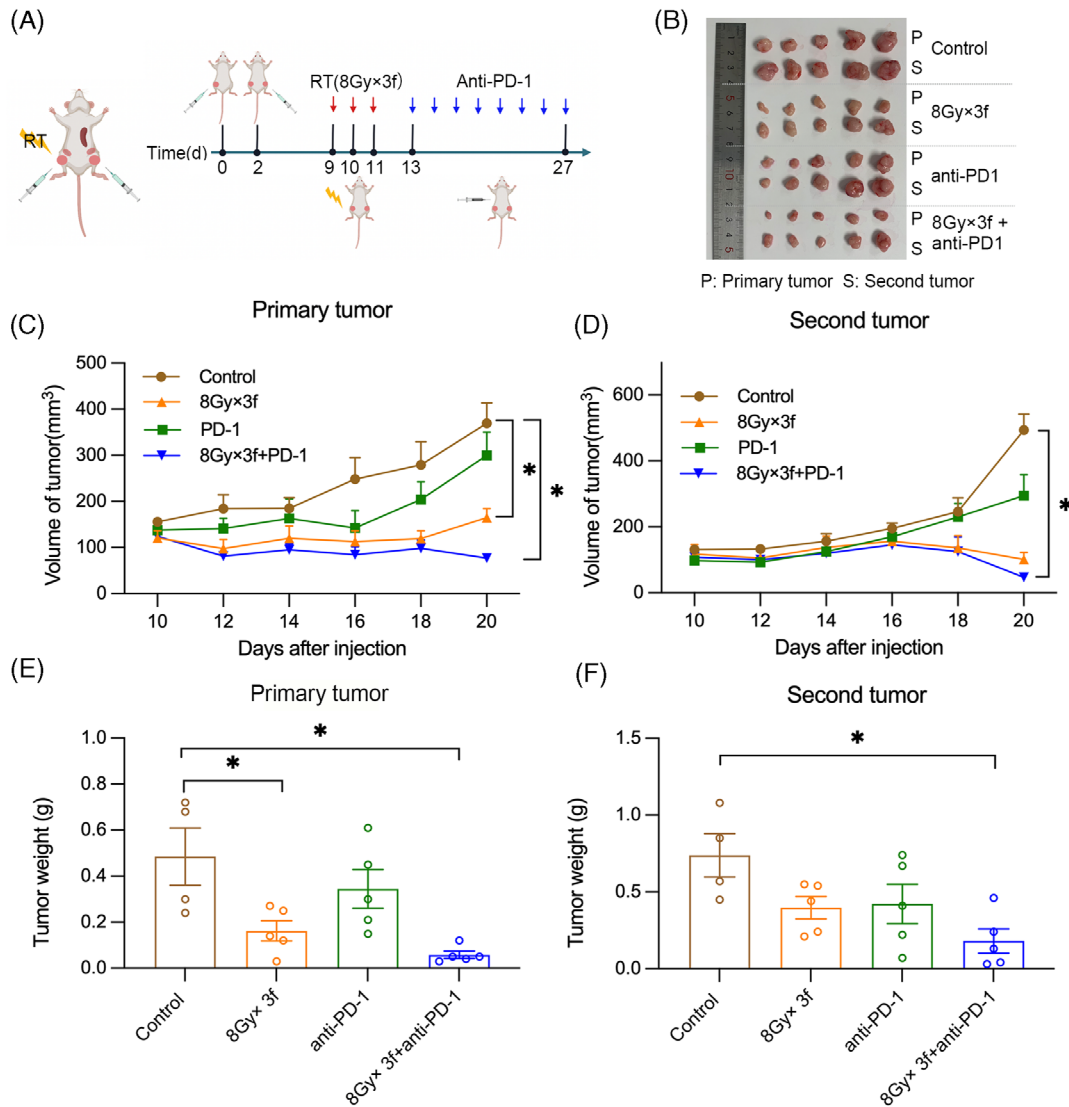 (A)
RT
RT(8Gy×3f)
Anti-PD-1
Time(d)
0 2 9 10 11 13 27
(B)
P
S
Control
P
S
8Gy×3f
P
S
anti-PD1
P
S
8Gy×3f +
anti-PD1
P: Primary tumor S: Second tumor
(C)
Primary tumor
Volume of tumor(mm³)
500
400
300
200
100
0
Control
8Gy×3f
PD-1
8Gy×3f+PD-1
*
*
10 12 14 16 18 20
Days after injection
(D)
Second tumor
Volume of tumor(mm³)
600
400
200
0
Control
8Gy×3f
PD-1
8Gy×3f+PD-1
*
10 12 14 16 18 20
Days after injection
(E)
Primary tumor
Tumor weight (g)
1.0
0.8
0.6
0.4
0.2
0.0
*
*
Control
8Gy× 3f
anti-PD-1
8Gy× 3f+anti-PD-1
(F)
Second tumor
Tumor weight (g)
1.5
1.0
0.5
0.0
*
Control
8Gy× 3f
anti-PD-1
8Gy× 3f+anti-PD-1